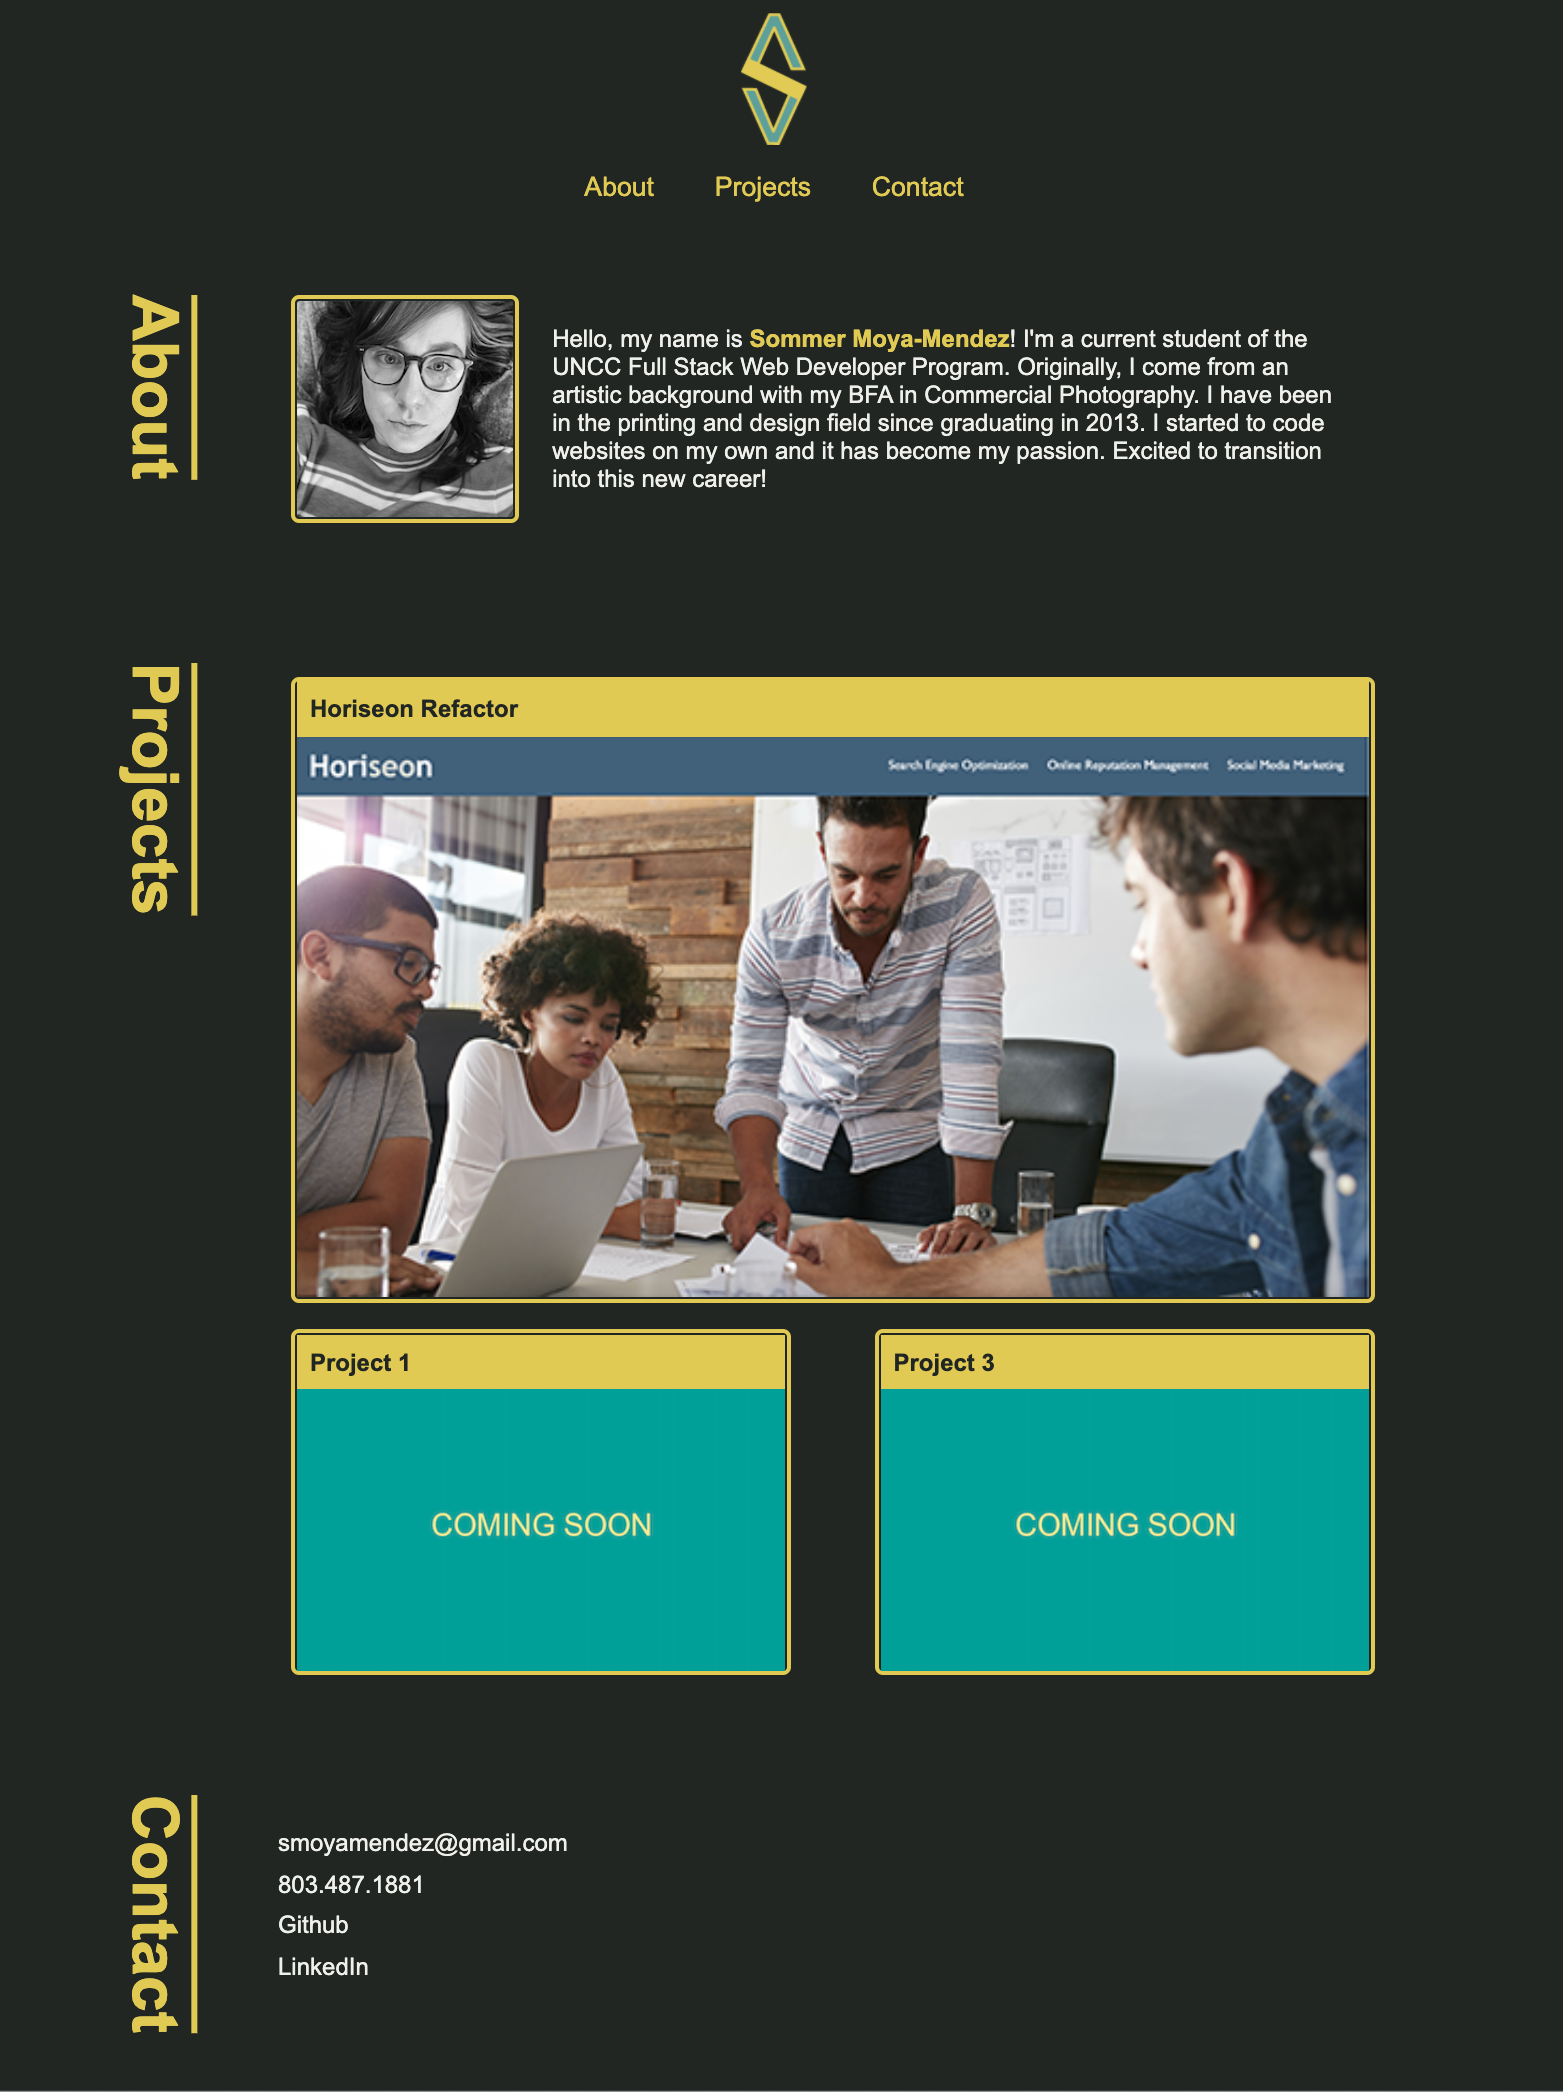 About Projects Contact
About
Hello, my name is Sommer Moya-Mendez! I'm a current student of the
UNCC Full Stack Web Developer Program. Originally, I come from an
artistic background with my BFA in Commercial Photography. I have been
in the printing and design field since graduating in 2013. I started to code
websites on my own and it has become my passion. Excited to transition
into this new career!
Projects
Horiseon Refactor
Horiseon
Search Engine Optimization Online Reputation Management Social Media Marketing
Project 1
COMING SOON
Project 3
COMING SOON
Contact
smoyamendez@gmail.com
803.487.1881
Github
LinkedIn